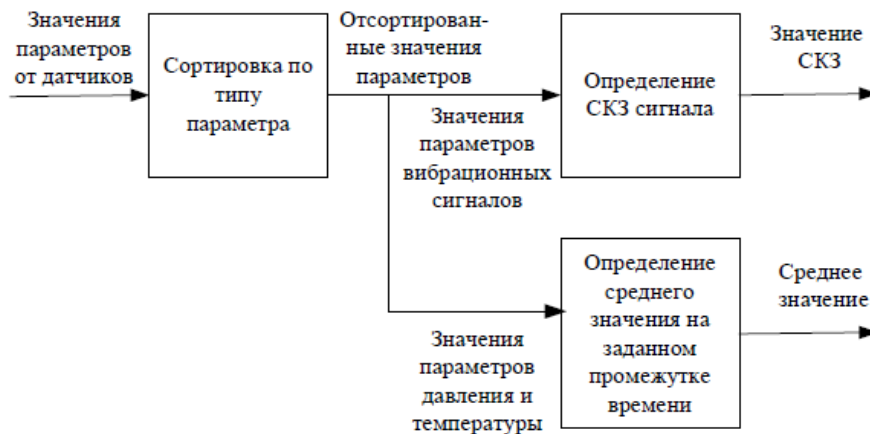 Значения
параметров
от датчиков
Сортировка по
типу
параметра
Отсортирован-
ные значения
параметров
Значения
параметров
вибрационных
сигналов
Определение
СКЗ сигнала
Значение
СКЗ
Значения
параметров
давления и
температуры
Определение
среднего
значения на
заданном
промежутке
времени
Среднее
значение